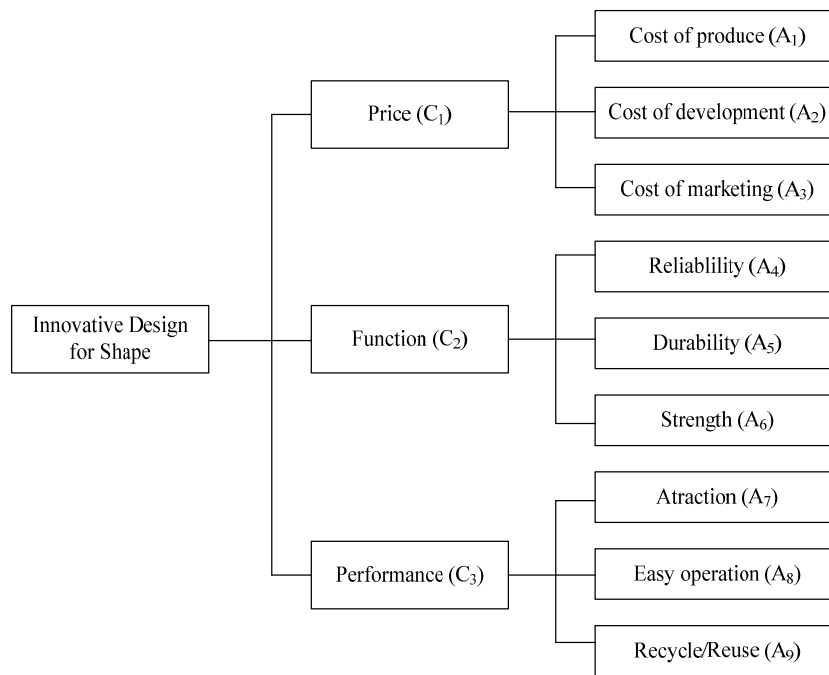 Cost of produce (A₁)
Price (C₁)
Cost of development (A₂)
Cost of marketing (A₃)
Reliablility (A₄)
Innovative Design
for Shape
Function (C₂)
Durability (A₅)
Strength (A₆)
Atraction (A₇)
Performance (C₃)
Easy operation (A₈)
Recycle/Reuse (A₉)